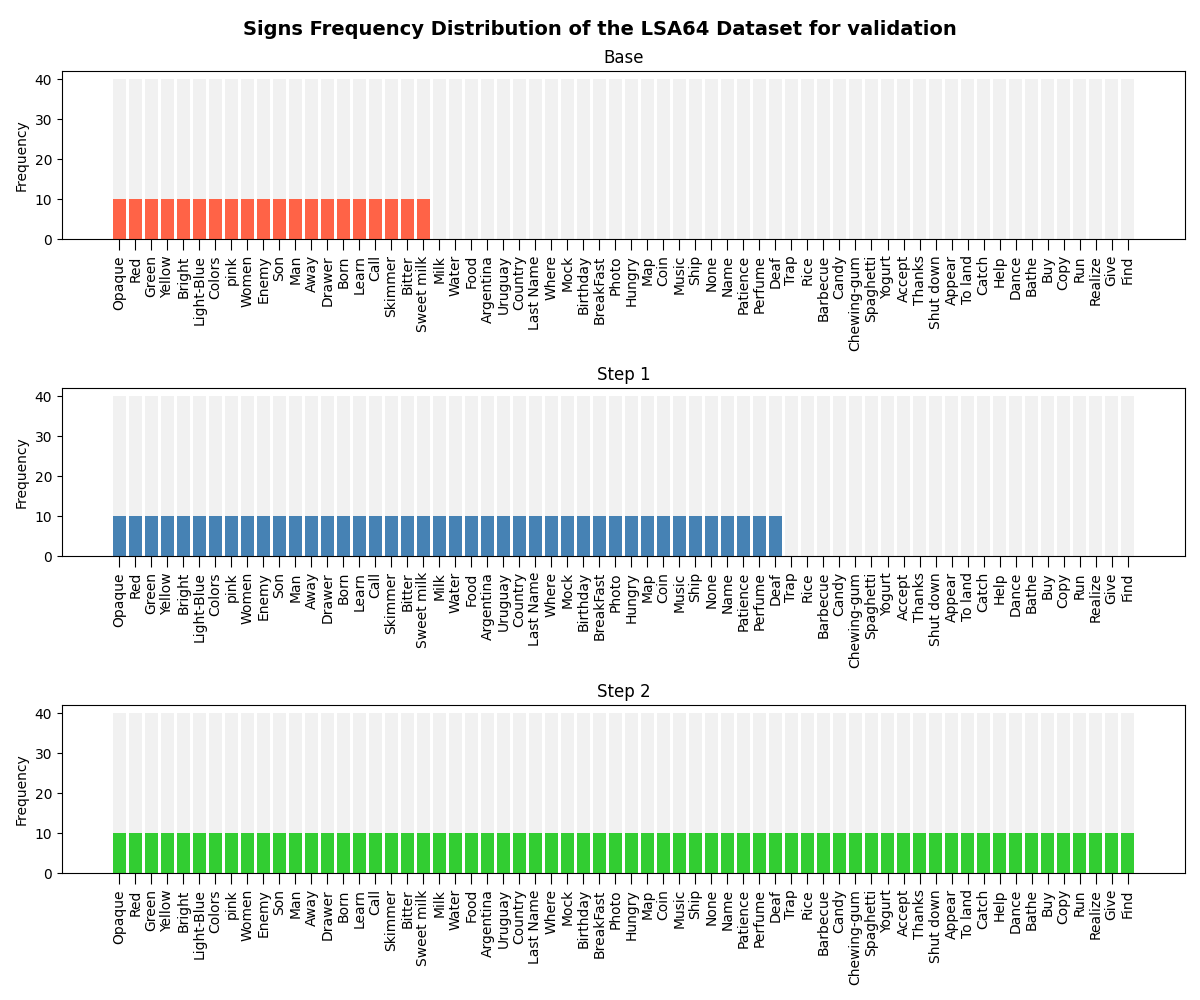 Signs Frequency Distribution of the LSA64 Dataset for validation
Base
Frequency
40
30
20
10
0
Opaque
Red
Green
Yellow
Bright
Light-Blue
Colors
pink
Women
Enemy
Son
Man
Away
Drawer
Born
Learn
Call
Skimmer
Bitter
Sweet milk
Milk
Water
Food
Argentina
Uruguay
Country
Last Name
Where
Mock
Birthday
BreakFast
Photo
Hungry
Map
Coin
Music
Ship
None
Name
Patience
Perfume
Deaf
Trap
Rice
Barbecue
Candy
Chewing-gum
Spaghetti
Yogurt
Accept
Thanks
Shut down
Appear
To land
Catch
Help
Dance
Bathe
Buy
Copy
Run
Realize
Give
Find
Step 1
Frequency
40
30
20
10
0
Opaque
Red
Green
Yellow
Bright
Light-Blue
Colors
pink
Women
Enemy
Son
Man
Away
Drawer
Born
Learn
Call
Skimmer
Bitter
Sweet milk
Milk
Water
Food
Argentina
Uruguay
Country
Last Name
Where
Mock
Birthday
BreakFast
Photo
Hungry
Map
Coin
Music
Ship
None
Name
Patience
Perfume
Deaf
Trap
Rice
Barbecue
Candy
Chewing-gum
Spaghetti
Yogurt
Accept
Thanks
Shut down
Appear
To land
Catch
Help
Dance
Bathe
Buy
Copy
Run
Realize
Give
Find
Step 2
Frequency
40
30
20
10
0
Opaque
Red
Green
Yellow
Bright
Light-Blue
Colors
pink
Women
Enemy
Son
Man
Away
Drawer
Born
Learn
Call
Skimmer
Bitter
Sweet milk
Milk
Water
Food
Argentina
Uruguay
Country
Last Name
Where
Mock
Birthday
BreakFast
Photo
Hungry
Map
Coin
Music
Ship
None
Name
Patience
Perfume
Deaf
Trap
Rice
Barbecue
Candy
Chewing-gum
Spaghetti
Yogurt
Accept
Thanks
Shut down
Appear
To land
Catch
Help
Dance
Bathe
Buy
Copy
Run
Realize
Give
Find